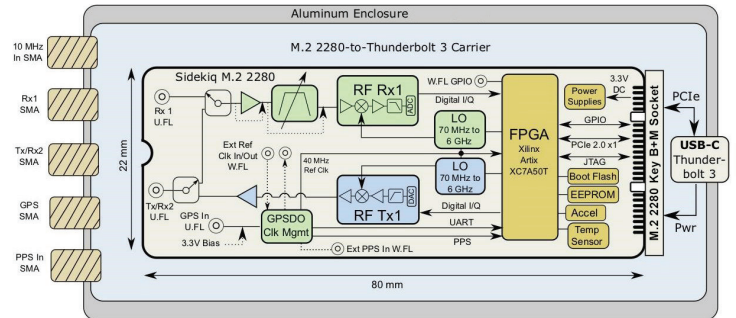 Aluminum Enclosure
M.2 2280-to-Thunderbolt 3 Carrier
10 MHz
In SMA
Rx1
SMA
Tx/Rx2
SMA
GPS
SMA
PPS In
SMA
22 mm
80 mm
Sidekiq M.2 2280
Rx 1
U.FL
Tx/Rx2
U.FL
GPS In
U.FL
3.3V Bias
Ext Ref
Clk In/Out
W.FL
40 MHz
Ref Clk
GPSDO
Clk Mgmt
Ext PPS In W.FL
RF Rx1
ADC
W.FL GPIO
Digital I/Q
LO
70 MHz to
6 GHz
LO
70 MHz to
6 GHz
DAC
RF Tx1
Digital I/Q
UART
PPS
FPGA
Xilinx
Artix
XC7A50T
Power
Supplies
3.3V
DC
GPIO
PCIe 2.0 x1
JTAG
Boot Flash
EEPROM
Accel
Temp
Sensor
M.2 2280 Key B+M Socket
PCIe
USB-C
Thunder-
bolt 3
Pwr